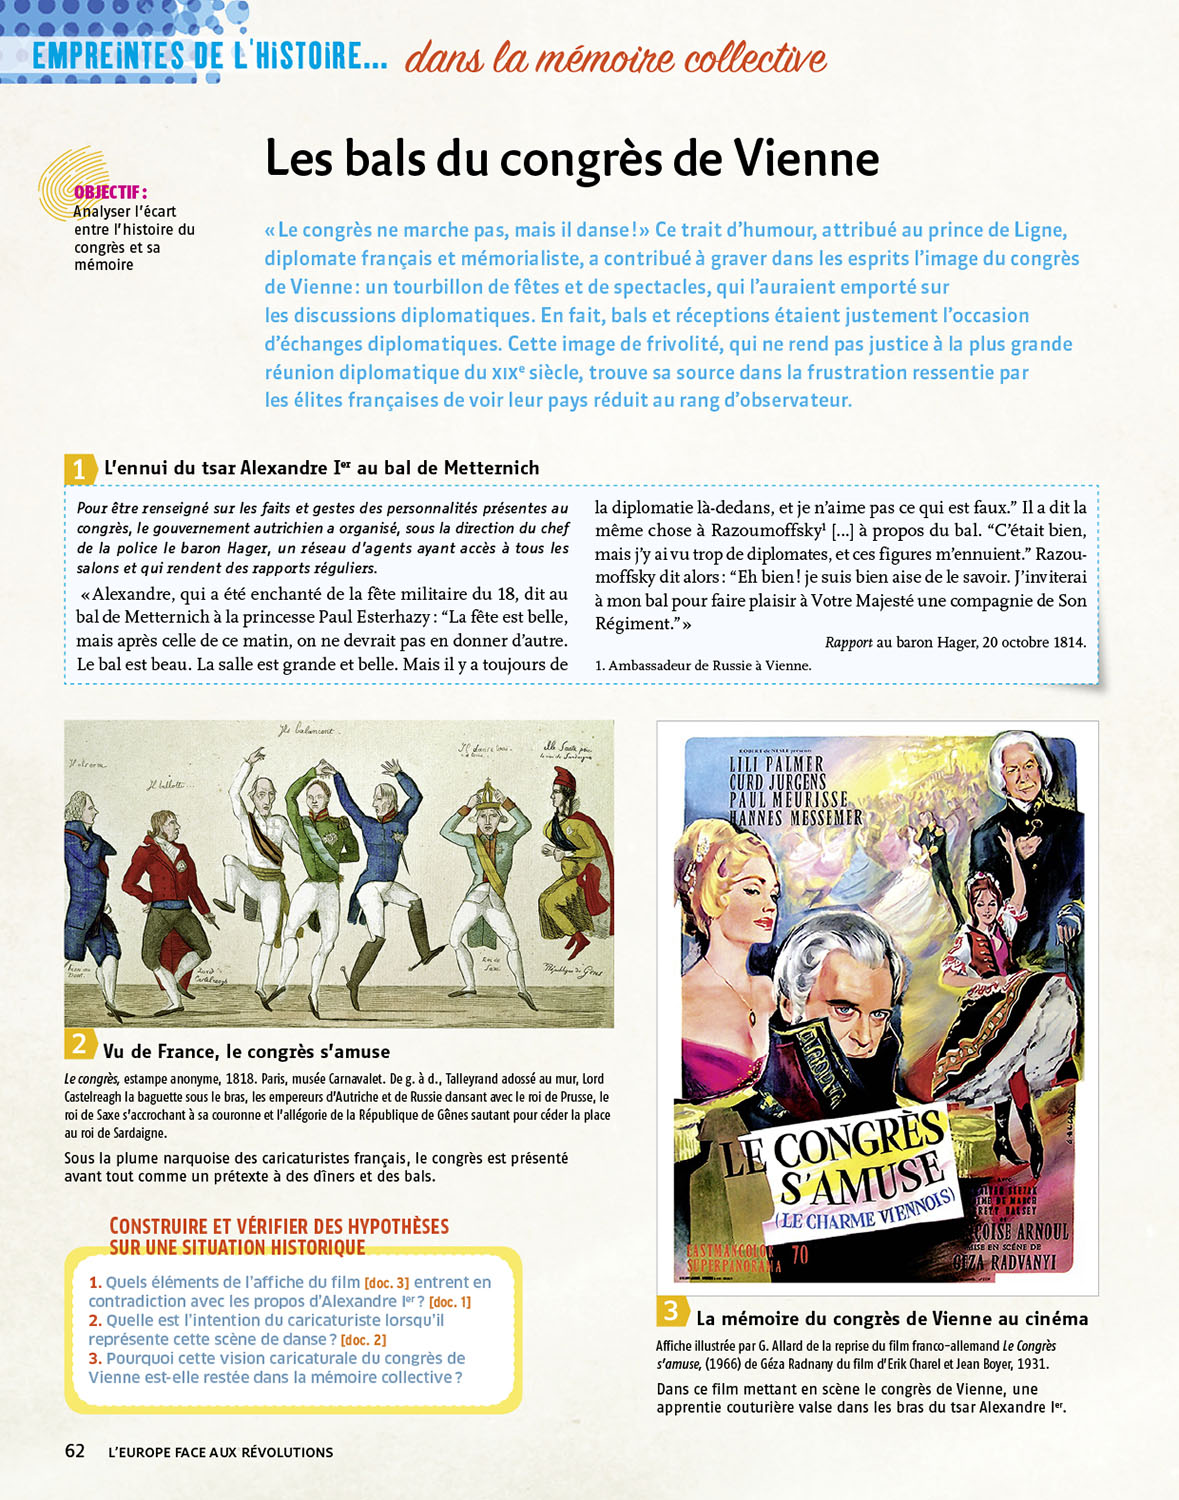 EMPREINTES DE L'HISTOIRE... dans la mémoire collective
Les bals du congrès de Vienne
OBJECTIF :
Analyser l'écart
entre l'histoire du
congrès et sa
mémoire
« Le congrès ne marche pas, mais il danse ! » Ce trait d'humour, attribué au prince de Ligne,
diplomate français et mémorialiste, a contribué à graver dans les esprits l'image du congrès
de Vienne : un tourbillon de fêtes et de spectacles, qui l'auraient emporté sur
les discussions diplomatiques. En fait, bals et réceptions étaient justement l'occasion
d'échanges diplomatiques. Cette image de frivolité, qui ne rend pas justice à la plus grande
réunion diplomatique du XIXe siècle, trouve sa source dans la frustration ressentie par
les élites françaises de voir leur pays réduit au rang d'observateur.
1 L'ennui du tsar Alexandre Ier au bal de Metternich
Pour être renseigné sur les faits et gestes des personnalités présentes au
congrès, le gouvernement autrichien a organisé, sous la direction du chef
de la police le baron Hager, un réseau d'agents ayant accès à tous les
salons et qui rendent des rapports réguliers.
« Alexandre, qui a été enchanté de la fête militaire du 18, dit au
bal de Metternich à la princesse Paul Esterhazy : “La fête est belle,
mais après celle de ce matin, on ne devrait pas en donner d'autre.
Le bal est beau. La salle est grande et belle. Mais il y a toujours de
la diplomatie là-dedans, et je n'aime pas ce qui est faux.” Il a dit la
même chose à Razoumoffsky1 [...] à propos du bal. “C'était bien,
mais j'y ai vu trop de diplomates, et ces figures m'ennuient.” Razou-
moffsky dit alors : “Eh bien ! je suis bien aise de le savoir. J'inviterai
à mon bal pour faire plaisir à Votre Majesté une compagnie de Son
Régiment.” »
Rapport au baron Hager, 20 octobre 1814.
1. Ambassadeur de Russie à Vienne.
Ils balancent.
Il observe
Il ballotte...
elle Saute pour
le roi de Sardaigne
Lord
Castelreagh
Roi de
Saxe
République de Gênes
2 Vu de France, le congrès s'amuse
Le congrès, estampe anonyme, 1818. Paris, musée Carnavalet. De g. à d., Talleyrand adossé au mur, Lord
Castelreagh la baguette sous le bras, les empereurs d'Autriche et de Russie dansant avec le roi de Prusse, le
roi de Saxe s'accrochant à sa couronne et l'allégorie de la République de Gênes sautant pour céder la place
au roi de Sardaigne.
Sous la plume narquoise des caricaturistes français, le congrès est présenté
avant tout comme un prétexte à des dîners et des bals.
CONSTRUIRE ET VÉRIFIER DES HYPOTHÈSES
SUR UNE SITUATION HISTORIQUE
1. Quels éléments de l'affiche du film [doc. 3] entrent en
contradiction avec les propos d'Alexandre Ier ? [doc. 1]
2. Quelle est l'intention du caricaturiste lorsqu'il
représente cette scène de danse ? [doc. 2]
3. Pourquoi cette vision caricaturale du congrès de
Vienne est-elle restée dans la mémoire collective ?
ROBERT de NESLE présente
LILI PALMER
CURD JURGENS
PAUL MEURISSE
HANNES MESSEMER
LE CONGRÈS
S'AMUSE
(LE CHARME VIENNOIS)
EASTMANCOLOR 70
SUPERPANORAMA
ÇOISE ARNOUL
MISE EN SCÈNE DE
GÉZA RADVANYI
3 La mémoire du congrès de Vienne au cinéma
Affiche illustrée par G. Allard de la reprise du film franco-allemand Le Congrès
s'amuse, (1966) de Géza Radnany du film d'Erik Charel et Jean Boyer, 1931.
Dans ce film mettant en scène le congrès de Vienne, une
apprentie couturière valse dans les bras du tsar Alexandre Ier.
62 L'EUROPE FACE AUX RÉVOLUTIONS